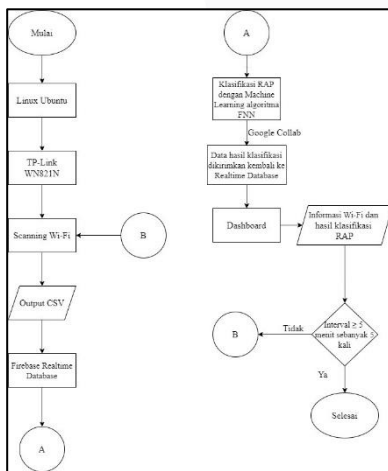 Mulai
Linux Ubuntu
TP-Link
WN821N
Scanning Wi-Fi
B
Output CSV
Firebase Realtime
Database
A
A
Klasifikasi RAP
dengan Machine
Learning algoritma
FNN
Google Collab
Data hasil klasifikasi
dikirimkan kembali ke
Realtime Database
Dashboard
Informasi Wi-Fi dan
hasil klasifikasi
RAP
Interval ≥ 5
menit sebanyak 5
kali
Tidak
B
Ya
Selesai